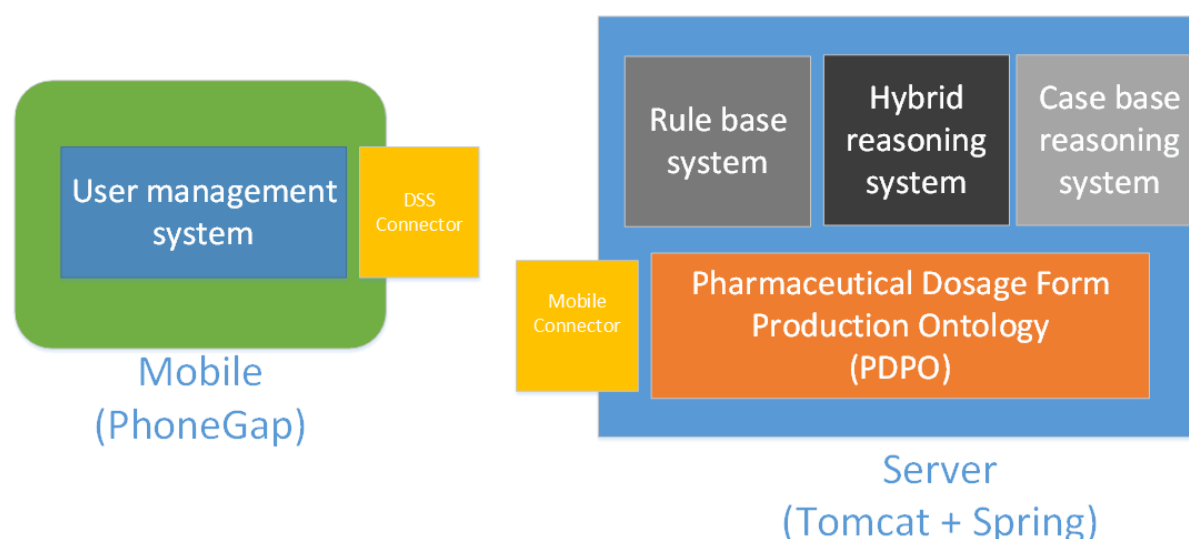 User management
system
DSS
Connector
Mobile
(PhoneGap)
Rule base
system
Hybrid
reasoning
system
Case base
reasoning
system
Mobile
Connector
Pharmaceutical Dosage Form
Production Ontology
(PDPO)
Server
(Tomcat + Spring)